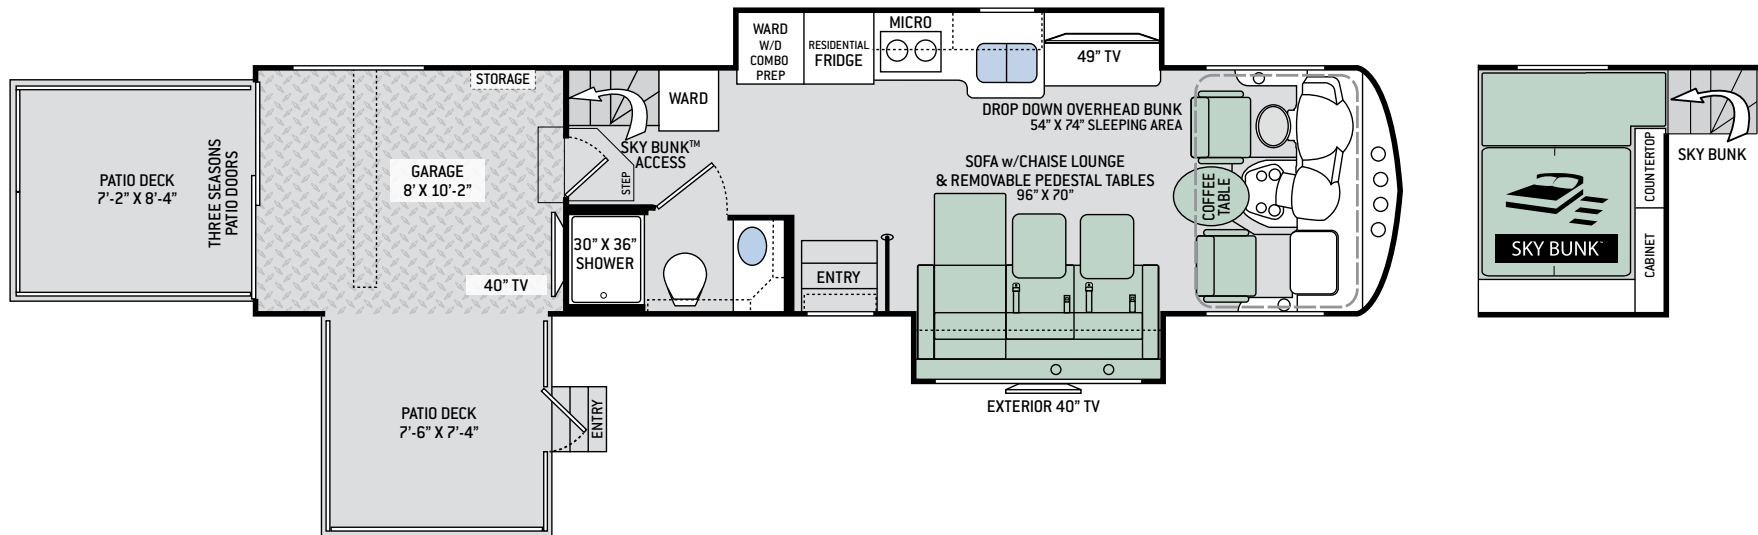 PATIO DECK
7'-2" X 8'-4"
THREE SEASONS
PATIO DOORS
STORAGE
GARAGE
8' X 10'-2"
40" TV
PATIO DECK
7'-6" X 7'-4"
ENTRY
WARD
SKY BUNK™
ACCESS
STEP
30" X 36"
SHOWER
WARD
W/D
COMBO
PREP
RESIDENTIAL
FRIDGE
MICRO
49" TV
DROP DOWN OVERHEAD BUNK
54" X 74" SLEEPING AREA
SOFA w/CHAISE LOUNGE
& REMOVABLE PEDESTAL TABLES
96" X 70"
COFFEE
TABLE
ENTRY
EXTERIOR 40" TV
SKY BUNK
COUNTERTOP
CABINET
SKY BUNK™